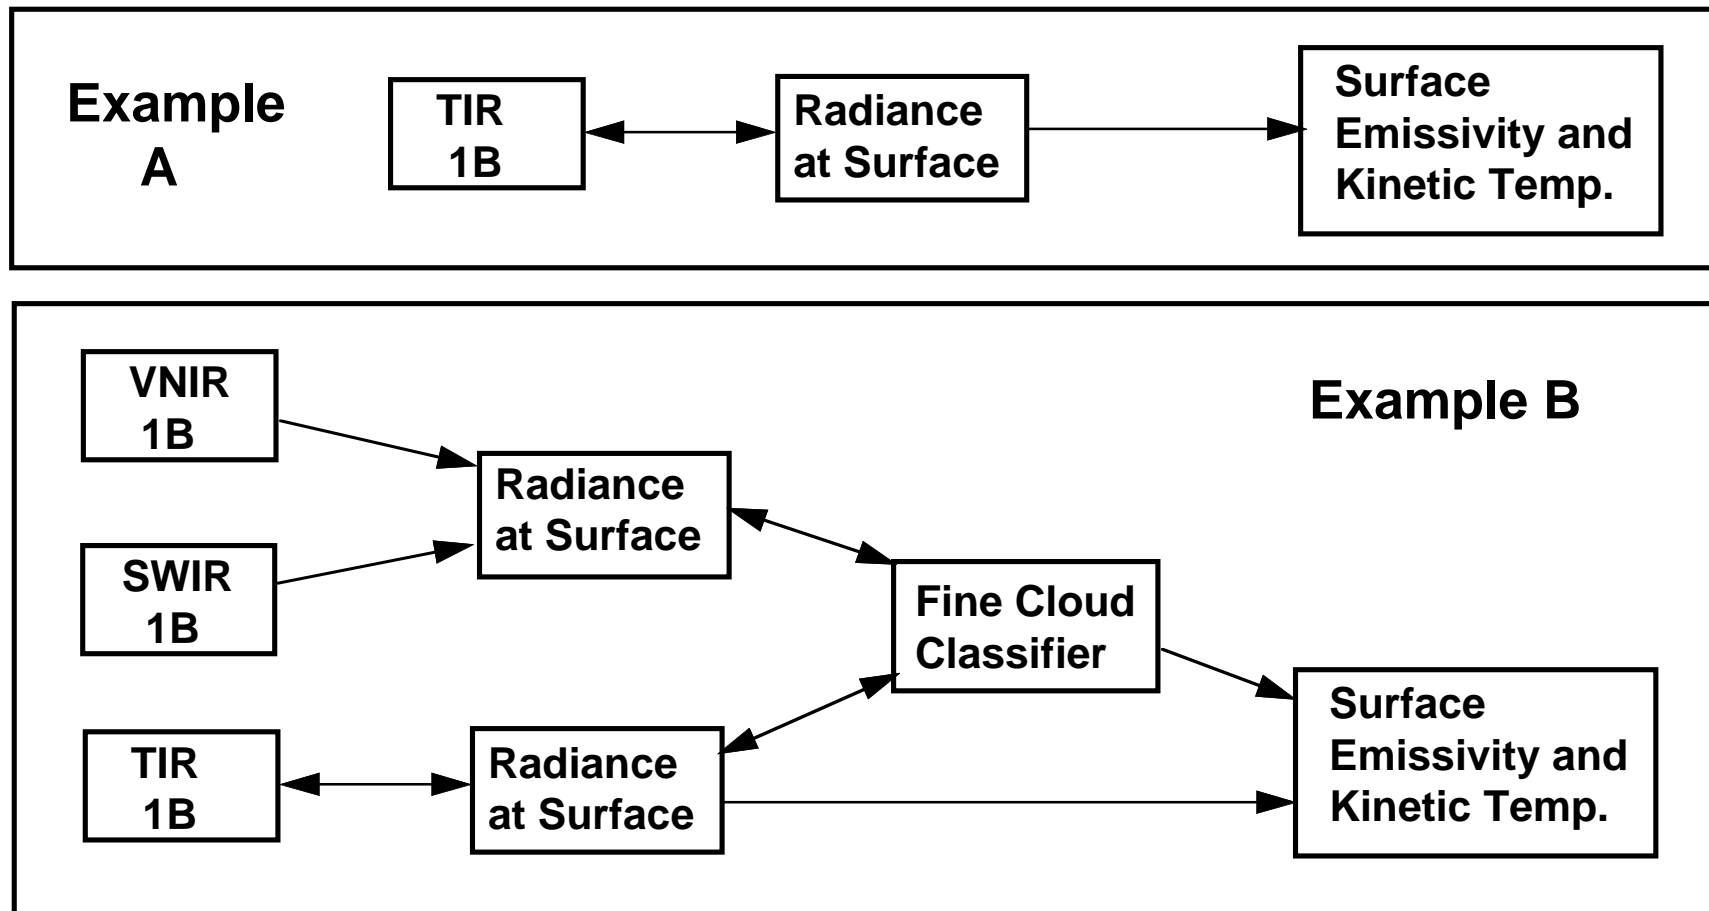 Example
A
TIR
1B
Radiance
at Surface
Surface
Emissivity and
Kinetic Temp.
Example B
VNIR
1B
SWIR
1B
Radiance
at Surface
Fine Cloud
Classifier
TIR
1B
Radiance
at Surface
Surface
Emissivity and
Kinetic Temp.